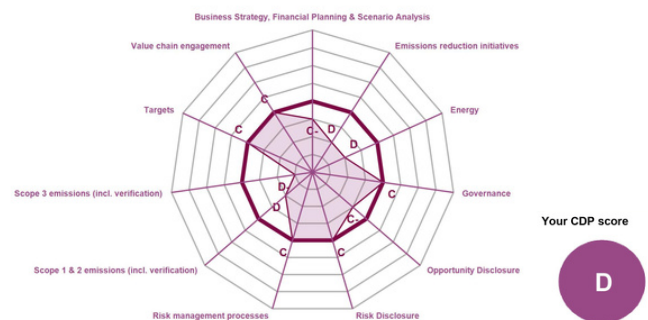 Business Strategy, Financial Planning & Scenario Analysis
Value chain engagement
Emissions reduction initiatives
C
Targets
Energy
C
C-
D
D
Scope 3 emissions (incl. verification)
D-
C
Governance
D
C-
Your CDP score
C
C
Scope 1 & 2 emissions (incl. verification)
Opportunity Disclosure
D
Risk management processes
Risk Disclosure